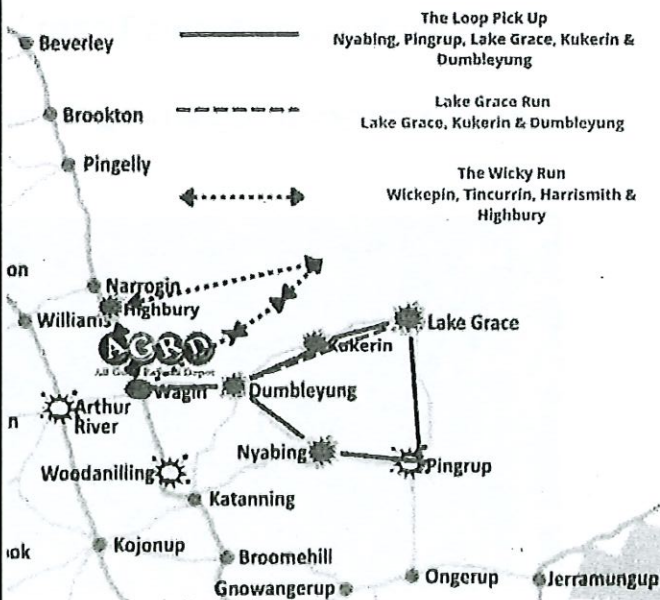 The Loop Pick Up
Nyabing, Pingrup, Lake Grace, Kukerin &
Dumbleyung
Lake Grace Run
Lake Grace, Kukerin & Dumbleyung
The Wicky Run
Wickepin, Tincurrin, Harrismith &
Highbury
Beverley
Brookton
Pingelly
on
Narrogin
Highbury
Williams
AGRD
Lake Grace
Kukerin
Wagin
Dumbleyung
n
Arthur
River
Nyabing
Pingrup
Woodanilling
Katanning
ook
Kojonup
Broomehill
Gnowangerup
Ongerup
Jerramungup